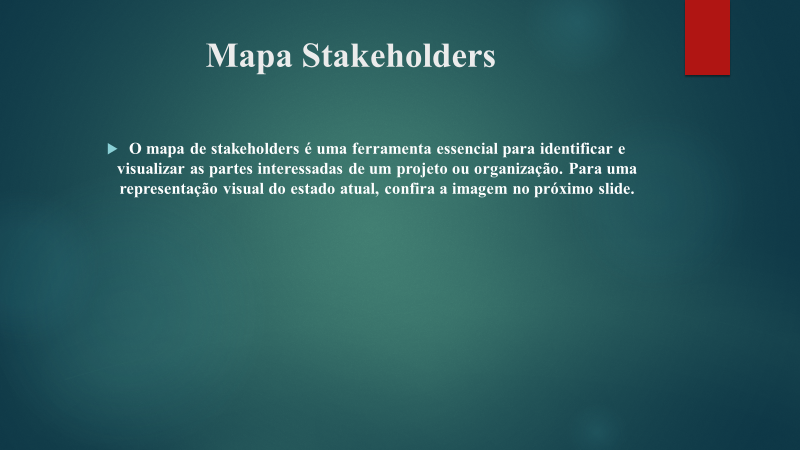 Mapa Stakeholders
O mapa de stakeholders é uma ferramenta essencial para identificar e
visualizar as partes interessadas de um projeto ou organização. Para uma
representação visual do estado atual, confira a imagem no próximo slide.